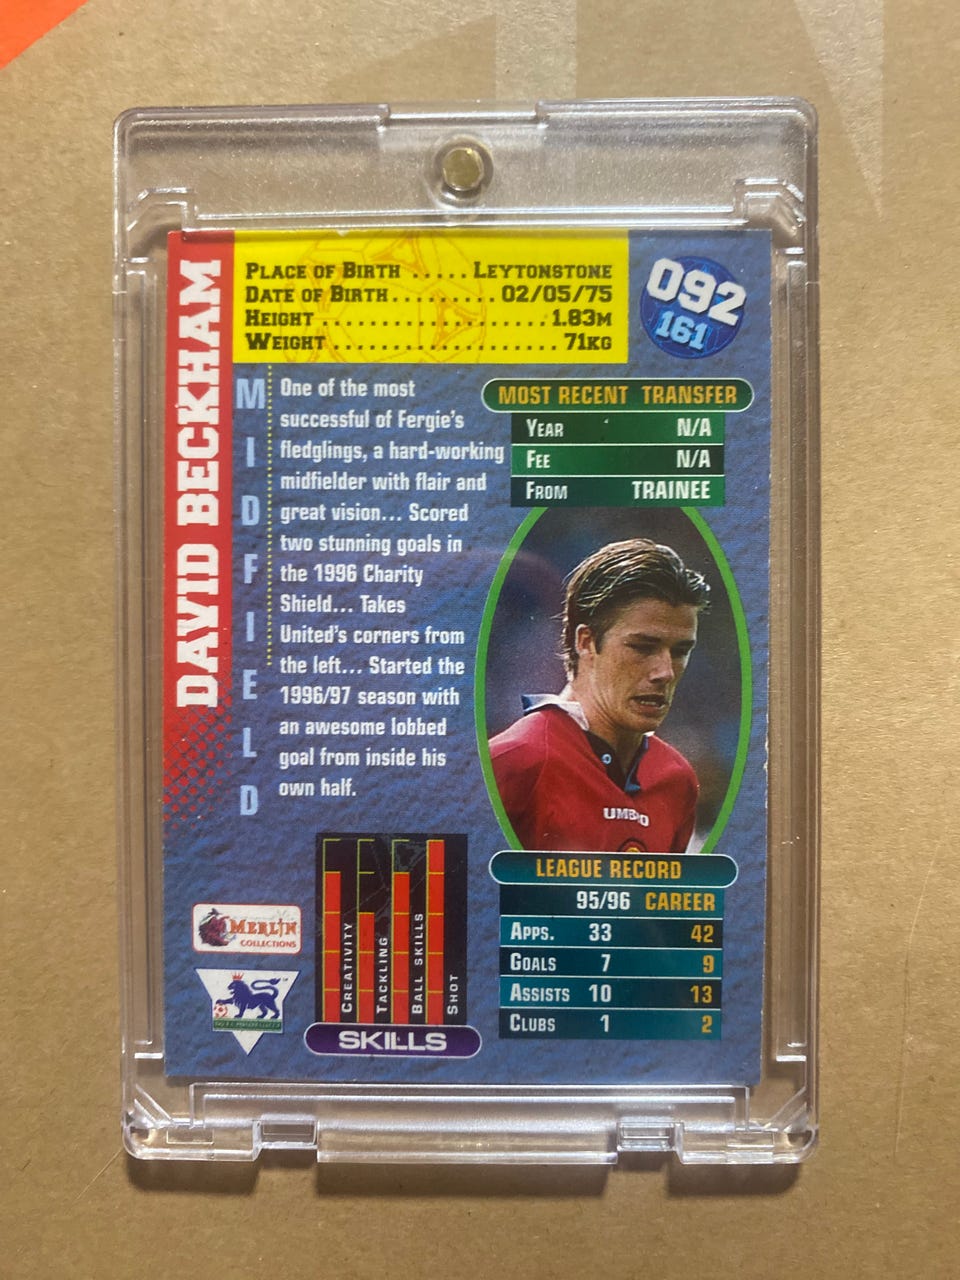 DAVID BECKHAM
PLACE OF BIRTH ..... LEYTONSTONE
DATE OF BIRTH......... 02/05/75
HEIGHT .................... 1.83M
WEIGHT .................... 71KG
092
161
MIDFIELD
One of the most
successful of Fergie's
fledglings, a hard-working
midfielder with flair and
great vision... Scored
two stunning goals in
the 1996 Charity
Shield... Takes
United's corners from
the left... Started the
1996/97 season with
an awesome lobbed
goal from inside his
own half.
MOST RECENT TRANSFER
YEAR N/A
FEE N/A
FROM TRAINEE
UMBRO
LEAGUE RECORD
95/96 CAREER
APPS. 33 42
GOALS 7 9
ASSISTS 10 13
CLUBS 1 2
CREATIVITY
TACKLING
BALL SKILLS
SHOT
SKILLS
MERLIN
COLLECTIONS